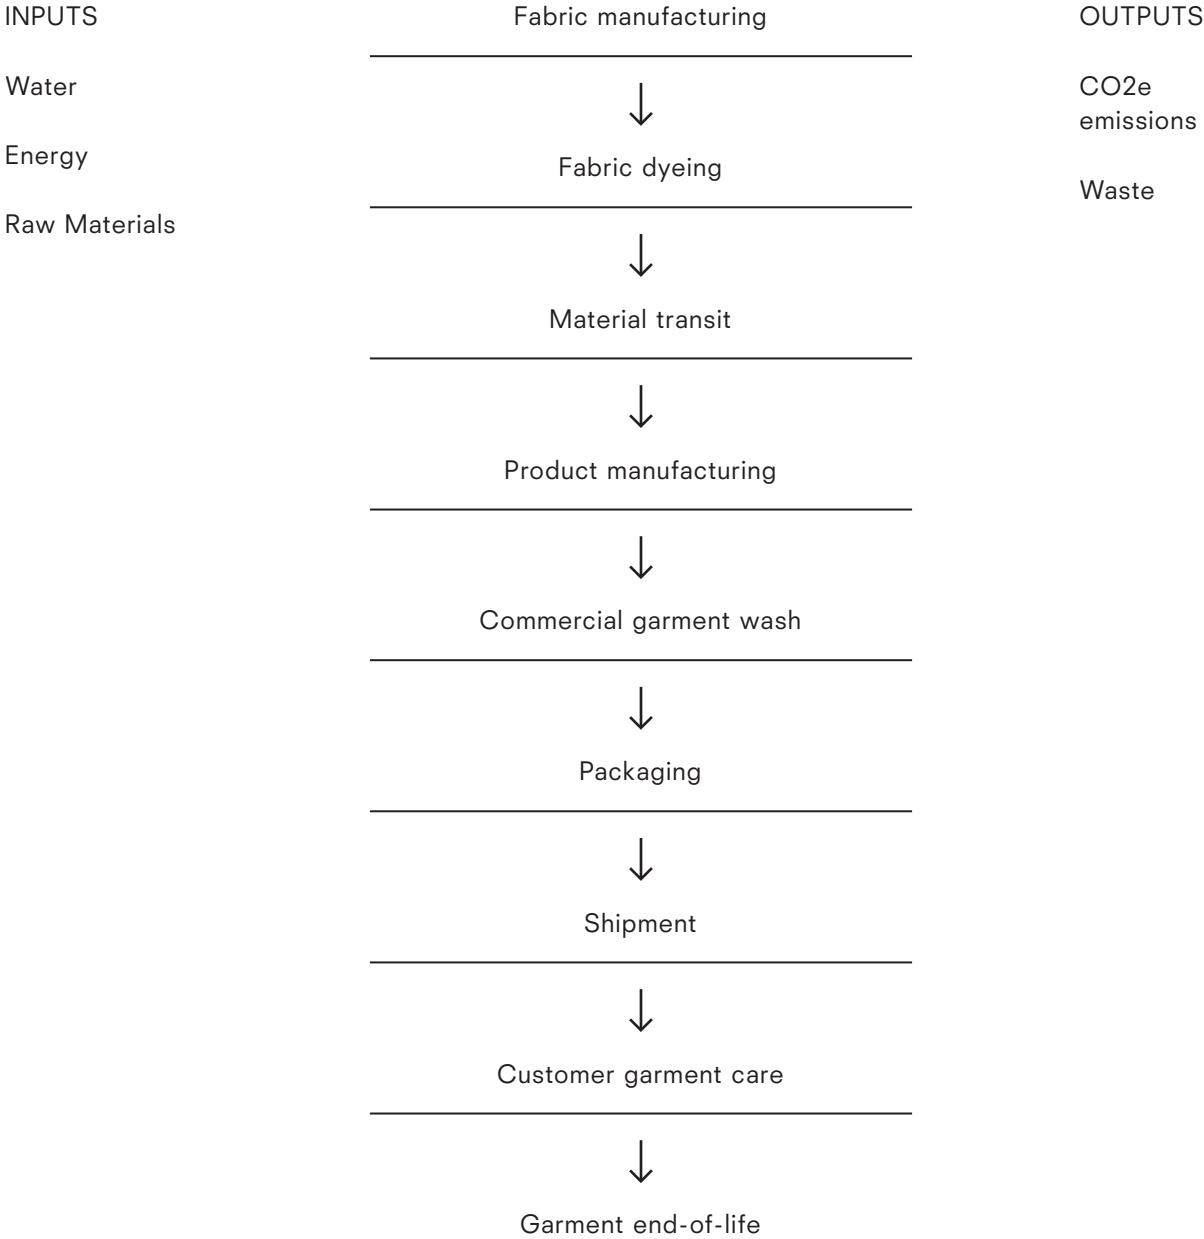 INPUTS
Water
Energy
Raw Materials
Fabric manufacturing
Fabric dyeing
Material transit
Product manufacturing
Commercial garment wash
Packaging
Shipment
Customer garment care
Garment end-of-life
OUTPUTS
CO2e
emissions
Waste